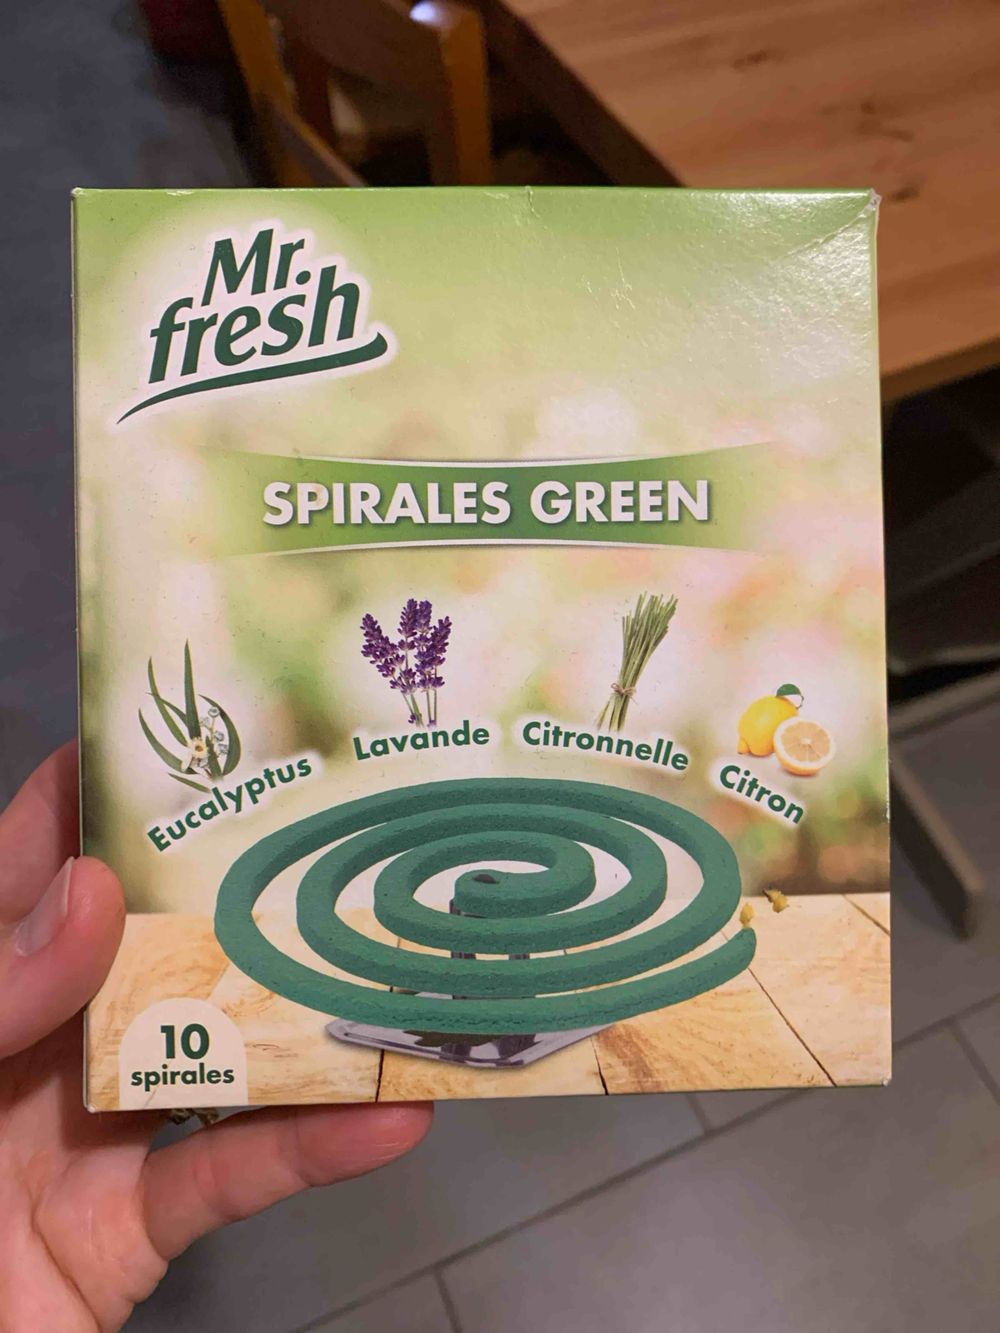 Mr.
fresh
SPIRALES GREEN
Eucalyptus
Lavande
Citronnelle
Citron
10
spirales